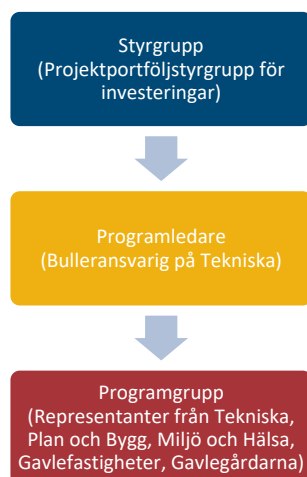 Styrgrupp
(Projektportföljstyrgrupp för
investeringar)
Programledare
(Bulleransvarig på Tekniska)
Programgrupp
(Representanter från Tekniska,
Plan och Bygg, Miljö och Hälsa,
Gavlefastigheter, Gavlegårdarna)